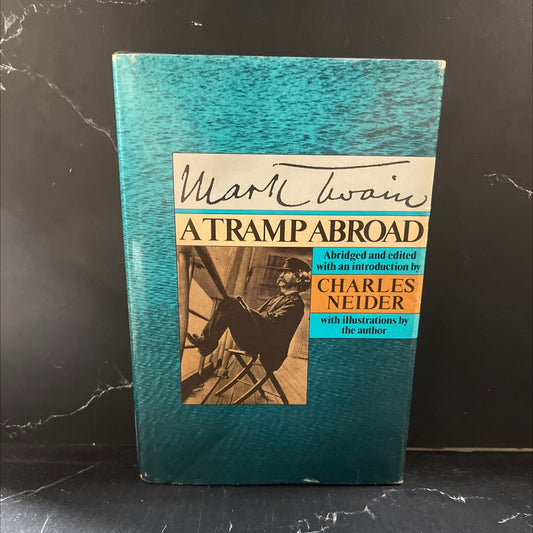 Mark Twain
A TRAMP ABROAD
Abridged and edited
with an introduction by
CHARLES
NEIDER
with illustrations by
the author